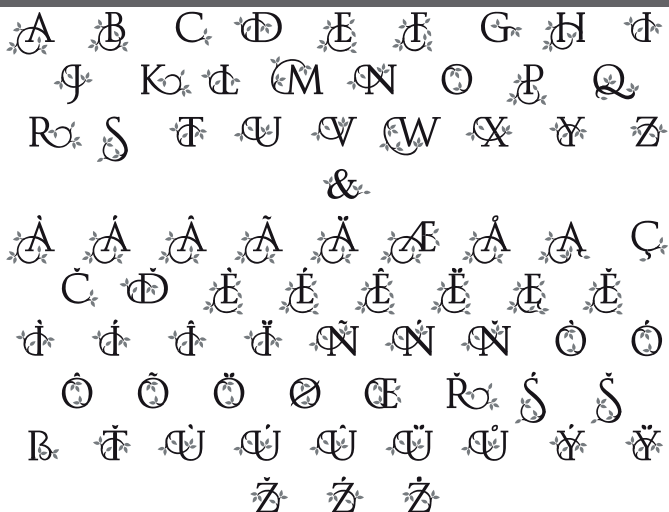 A B C D E F G H I
J K L M N O P Q
R S T U V W X Y Z
&
À Á Â Ã Ä Æ Å Ą Ç
Č Ď È É Ê Ë Ę Ě
Ì Í Î Ï Ñ Ń Ň Ò Ó
Ô Õ Ö Ø Œ Ř Ś Š
ß Ť Ù Ú Û Ü Ů Ý Ÿ
Ž Ź Ż